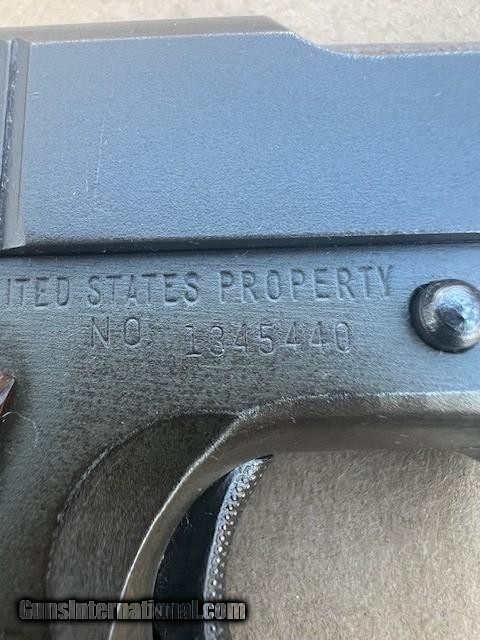 ITED STATES PROPERTY
NO. 1345440
GunsInternational.com